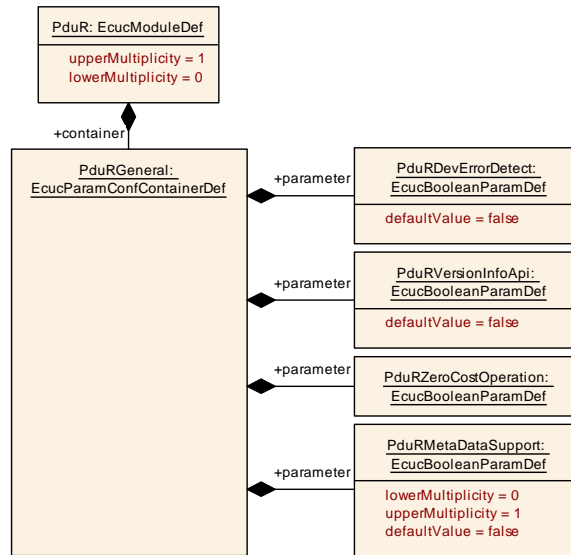 PduR: EcucModuleDef
upperMultiplicity = 1
lowerMultiplicity = 0
+container
PduRGeneral:
EcucParamConfContainerDef
+parameter
PduRDevErrorDetect:
EcucBooleanParamDef
defaultValue = false
+parameter
PduRVersionInfoApi:
EcucBooleanParamDef
defaultValue = false
+parameter
PduRZeroCostOperation:
EcucBooleanParamDef
+parameter
PduRMetaDataSupport:
EcucBooleanParamDef
lowerMultiplicity = 0
upperMultiplicity = 1
defaultValue = false